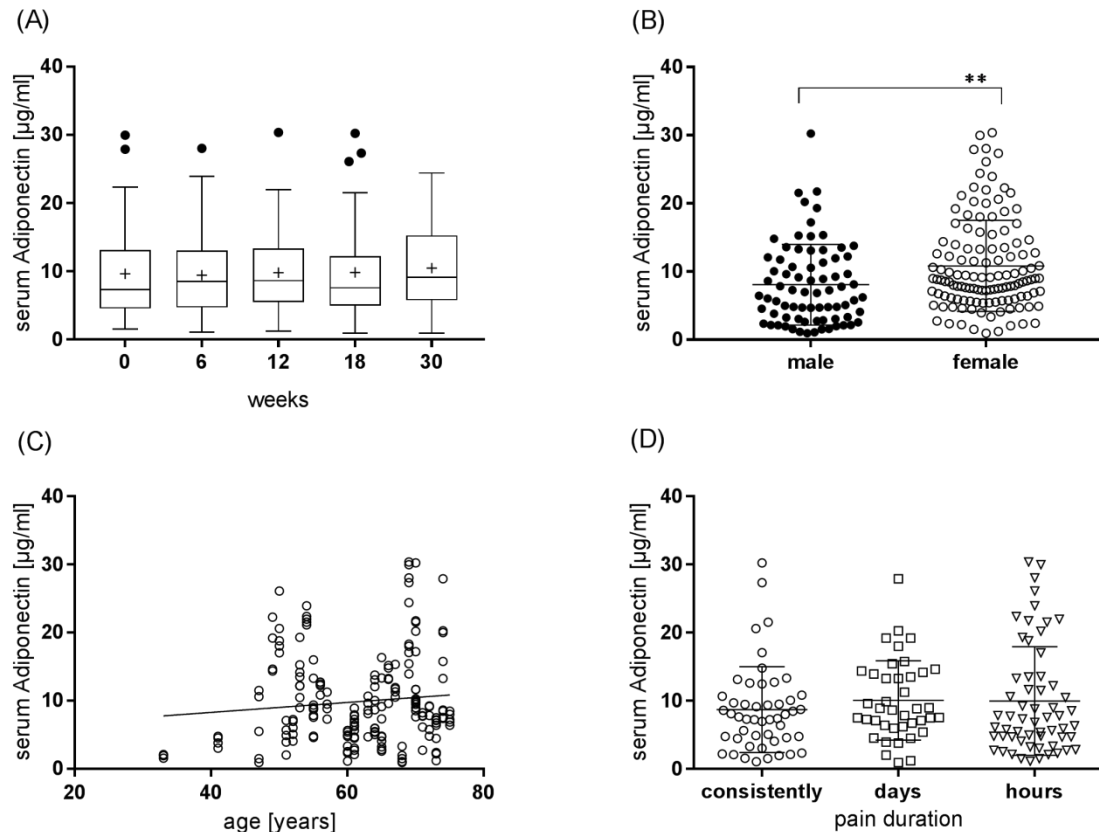 (A)
serum Adiponectin [µg/ml]
40
30
20
10
0
0 6 12 18 30
weeks
(B)
serum Adiponectin [µg/ml]
40
30
20
10
0
**
male female
(C)
serum Adiponectin [µg/ml]
40
30
20
10
0
20 40 60 80
age [years]
(D)
serum Adiponectin [µg/ml]
40
30
20
10
0
consistently days hours
pain duration